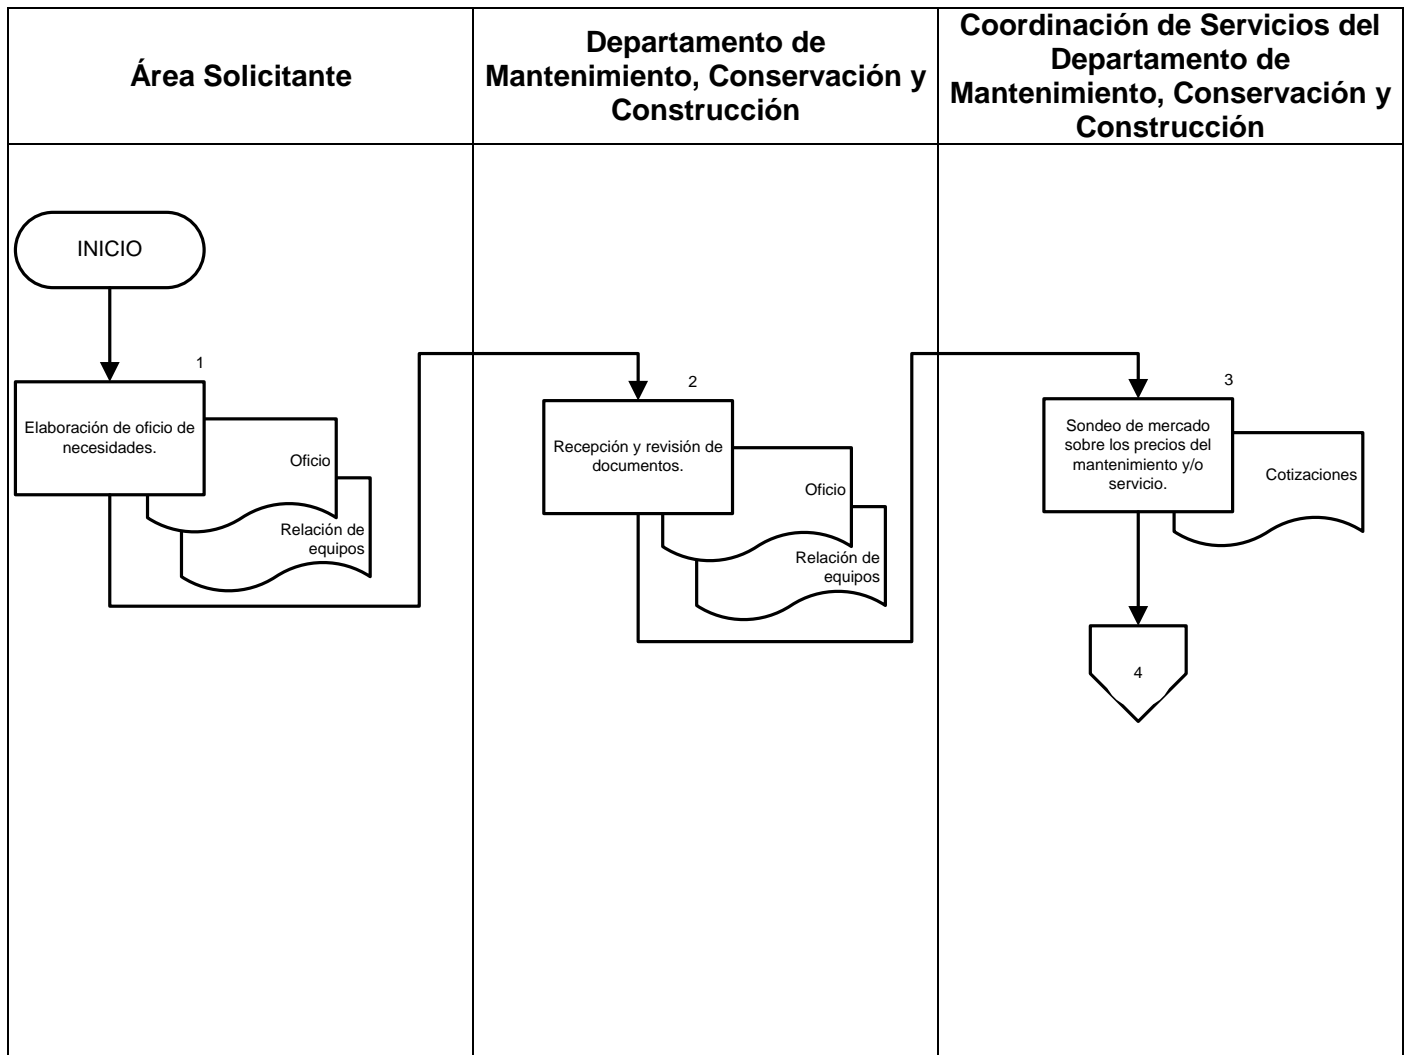 Área Solicitante
Departamento de
Mantenimiento, Conservación y
Construcción
Coordinación de Servicios del
Departamento de
Mantenimiento, Conservación y
Construcción
INICIO
1
Elaboración de oficio de
necesidades.
Oficio
Relación de
equipos
2
Recepción y revisión de
documentos.
Oficio
Relación de
equipos
3
Sondeo de mercado
sobre los precios del
mantenimiento y/o
servicio.
Cotizaciones
4